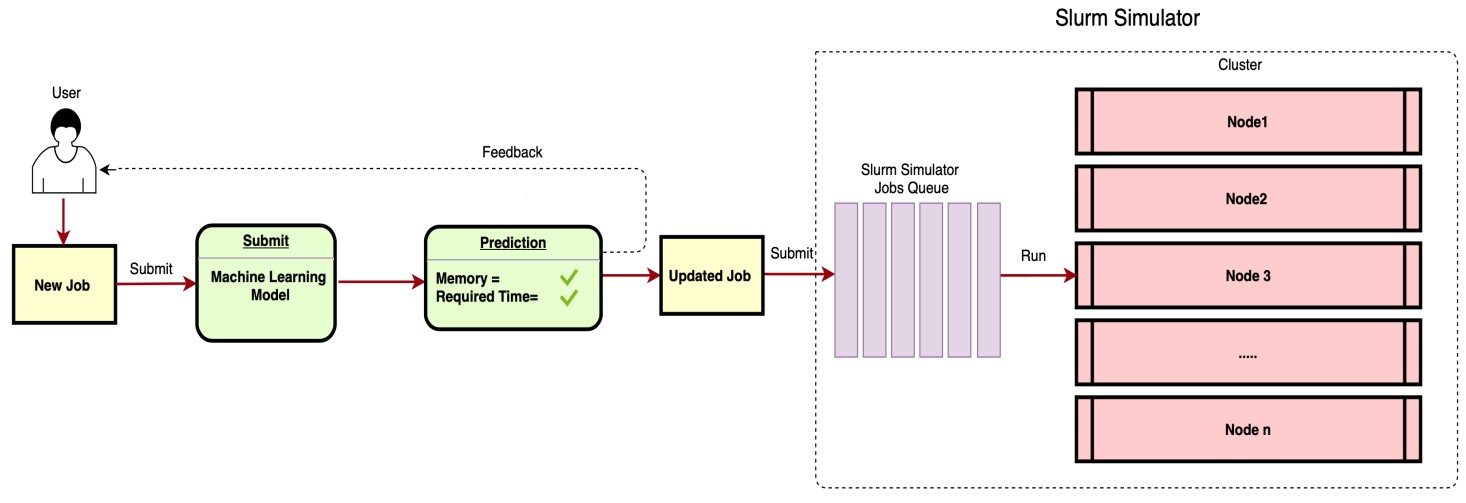 Slurm Simulator
Cluster
User
Node1
Feedback
Slurm Simulator
Jobs Queue
Node2
New Job
Submit
Submit
Machine Learning
Model
Prediction
Memory =
Required Time=
Updated Job
Submit
Run
Node 3
.....
Node n